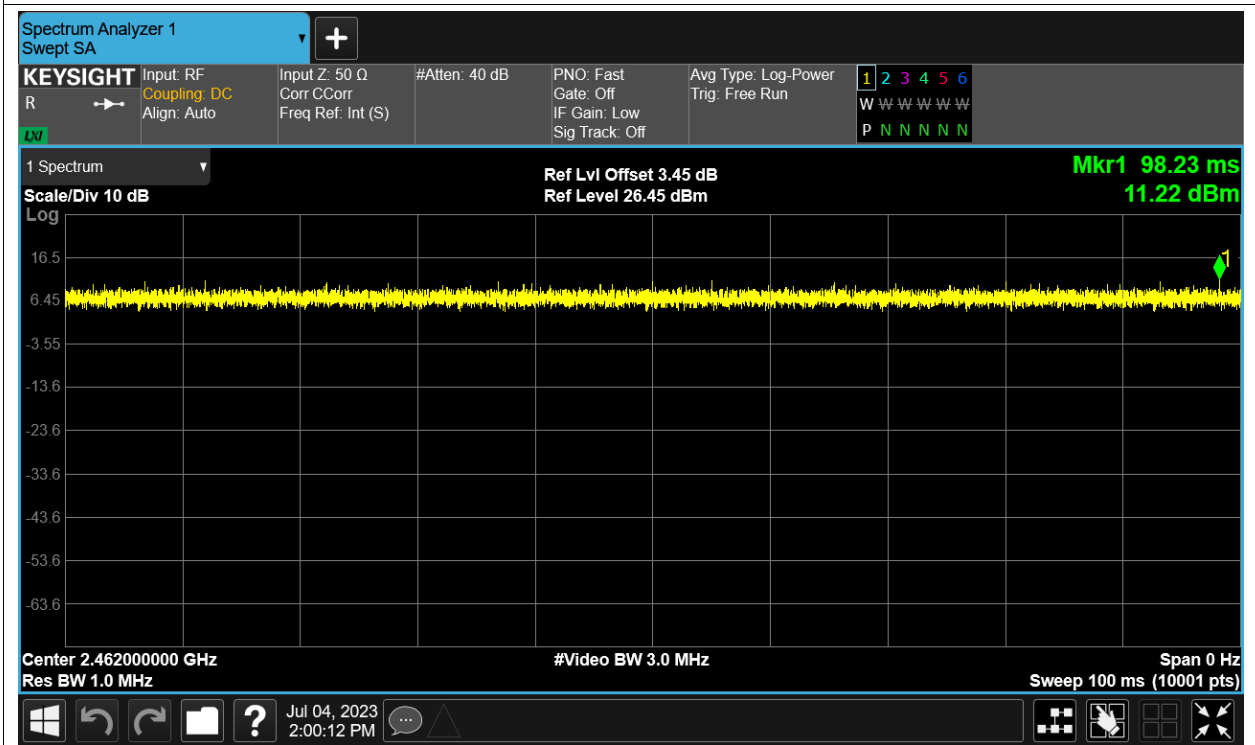 Spectrum Analyzer 1
Swept SA
KEYSIGHT
R
LXI
Input: RF
Coupling: DC
Align: Auto
Input Z: 50 Ω
Corr CCorr
Freq Ref: Int (S)
#Atten: 40 dB
PNO: Fast
Gate: Off
IF Gain: Low
Sig Track: Off
Avg Type: Log-Power
Trig: Free Run
1 2 3 4 5 6
W W W W W W
P N N N N N
1 Spectrum
Scale/Div 10 dB
Ref Lvl Offset 3.45 dB
Ref Level 26.45 dBm
Mkr1 98.23 ms
11.22 dBm
Log
16.5
6.45
-3.55
-13.6
-23.6
-33.6
-43.6
-53.6
-63.6
1
Center 2.462000000 GHz
Res BW 1.0 MHz
#Video BW 3.0 MHz
Span 0 Hz
Sweep 100 ms (10001 pts)
?
Jul 04, 2023
2:00:12 PM